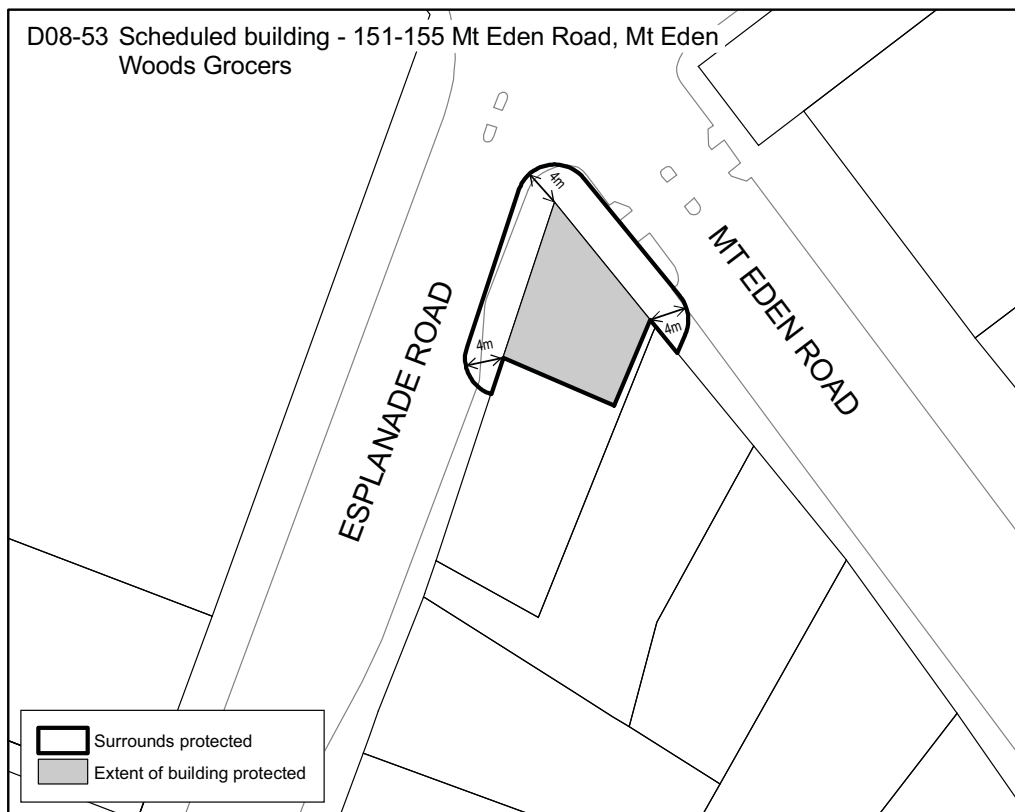 D08-53 Scheduled building - 151-155 Mt Eden Road, Mt Eden
Woods Grocers
4m
MT EDEN ROAD
4m
4m
ESPLANADE ROAD
Surrounds protected
Extent of building protected